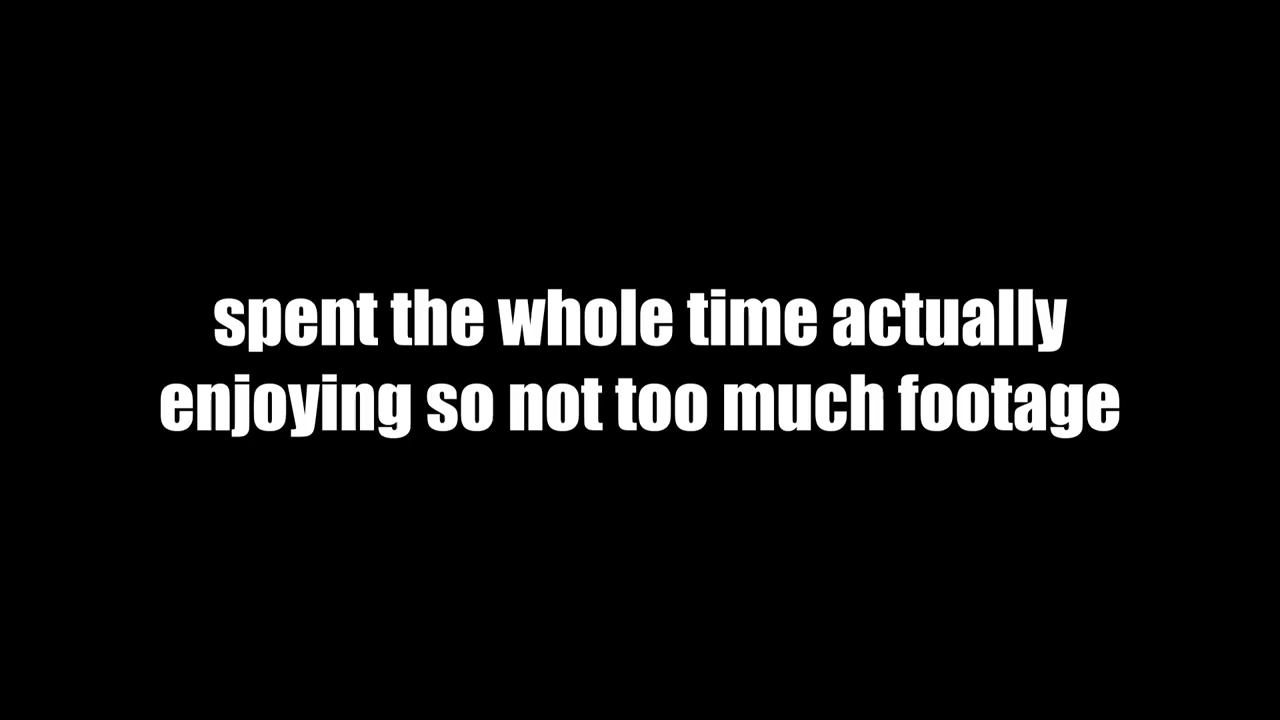 spent the whole time actually
enjoying so not too much footage